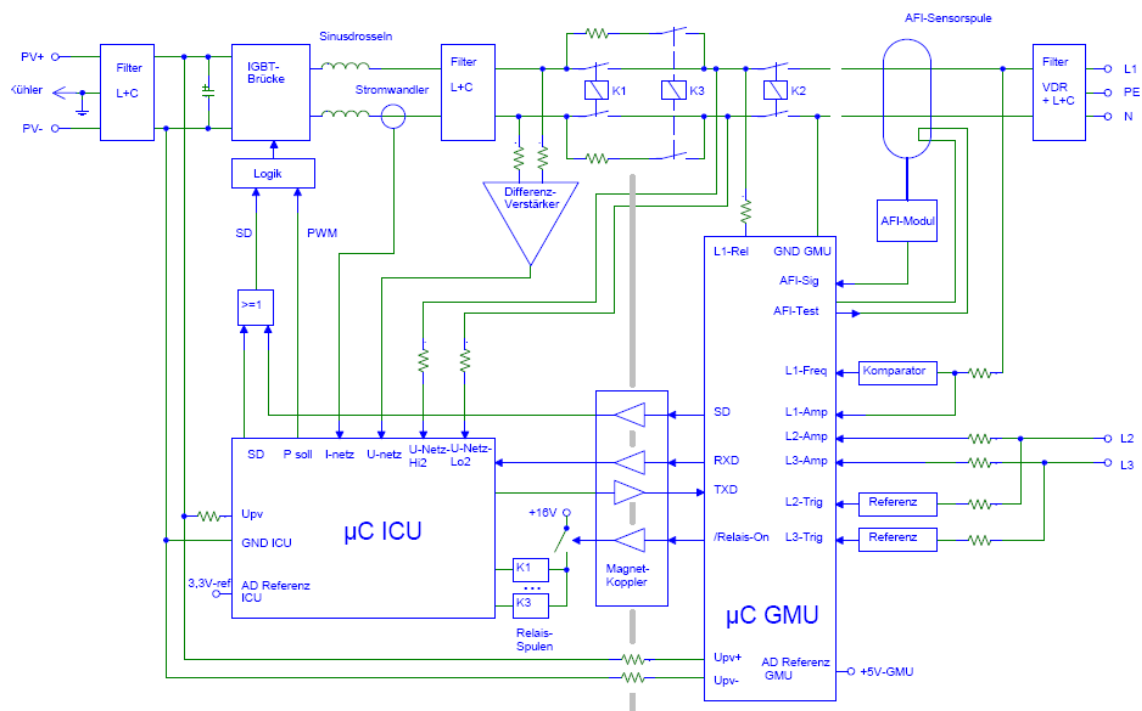 AFI-Sensorspule
PV+
Kühler
PV-
Filter
L+C
IGBT-
Brücke
Sinusdrosseln
Stromwandler
Filter
L+C
K1
K3
K2
Filter
VDR
+ L+C
L1
PE
N
Logik
SD
PWM
Differenz-
Verstärker
AFI-Modul
L1-Rel
GND GMU
AFI-Sig
AFI-Test
>=1
L1-Freq
Komparator
SD
L1-Amp
L2-Amp
L2
RXD
L3-Amp
L3
TXD
L2-Trig
Referenz
/Relais-On
L3-Trig
Referenz
SD
P soll
I-netz
U-netz
U-Netz-
Hi2
U-Netz-
Lo2
Upv
GND ICU
µC ICU
3,3V-ref
AD Referenz
ICU
+16V
K1
...
K3
Relais-
Spulen
Magnet-
Koppler
µC GMU
Upv+
Upv-
AD Referenz
GMU
+5V-GMU